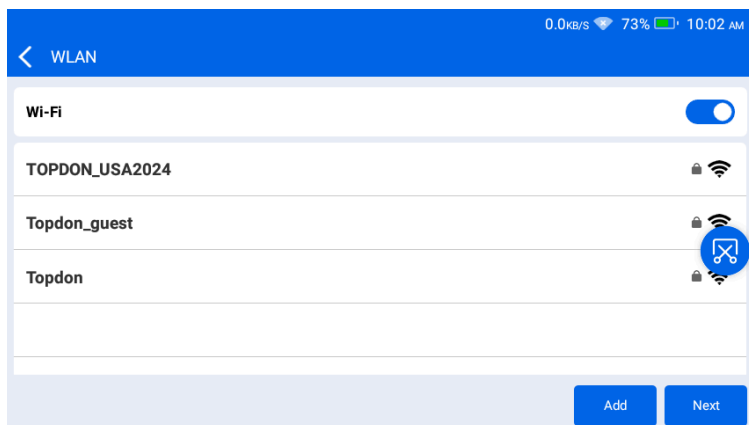 0.0KB/S 73% 10:02 AM
WLAN
Wi-Fi
TOPDON_USA2024
Topdon_guest
Topdon
Add Next